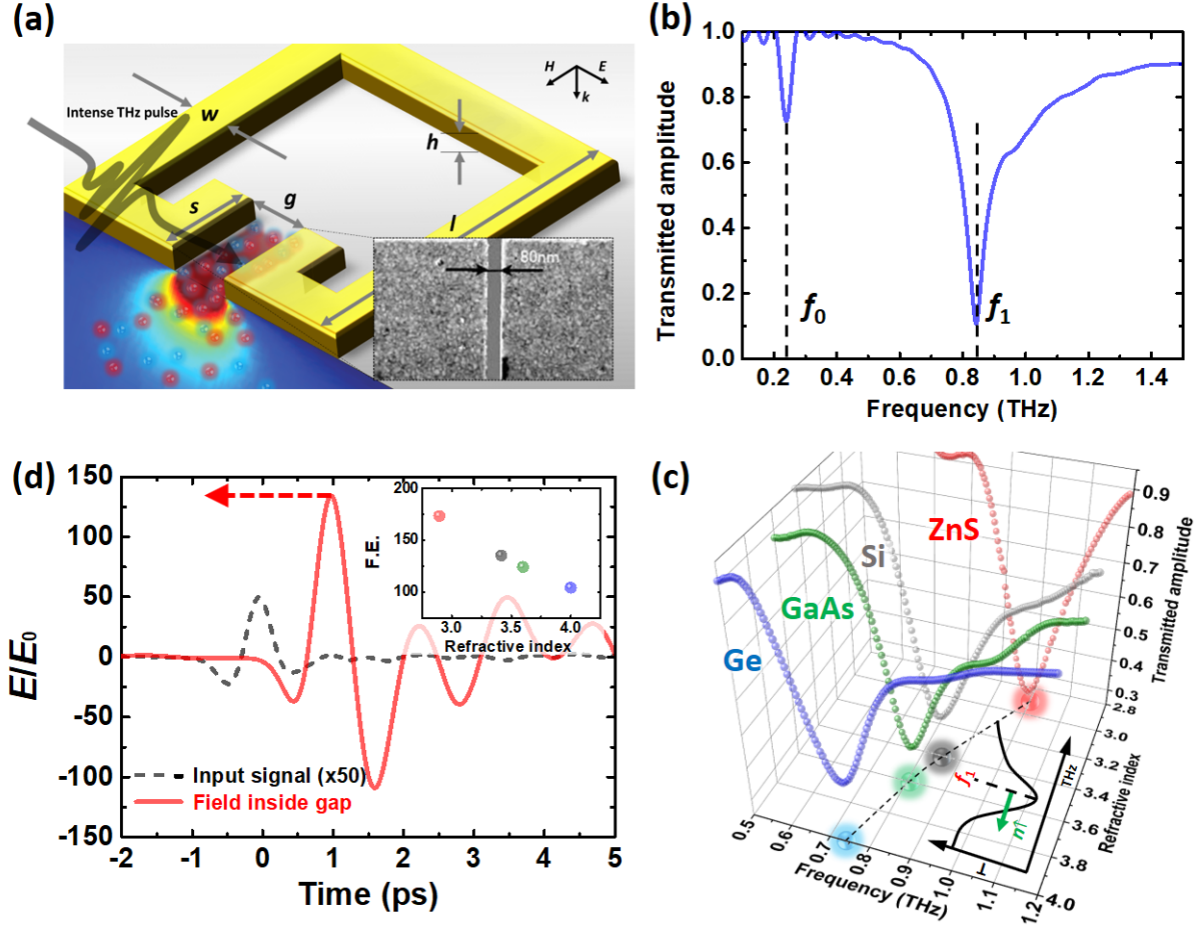 (a)
Intense THz pulse
w
H
E
k
h
s
g
l
80nm
(b)
1.0
0.8
0.6
0.4
0.2
0.0
Transmitted amplitude
f0
f1
0.2 0.4 0.6 0.8 1.0 1.2 1.4
Frequency (THz)
(d)
150
100
50
0
-50
-100
-150
E/E0
200
150
100
F.E.
3.0 3.5 4.0
Refractive index
Input signal (x50)
Field inside gap
-2 -1 0 1 2 3 4 5
Time (ps)
(c)
ZnS
Si
GaAs
Ge
0.9
0.8
0.7
0.6
0.5
0.4
0.3
Transmitted amplitude
2.8
3.0
3.2
3.4
3.6
3.8
4.0
Refractive index
0.5
0.6
0.7
0.8
0.9
1.0
1.1
1.2
Frequency (THz)
f1
n↑
THz
T